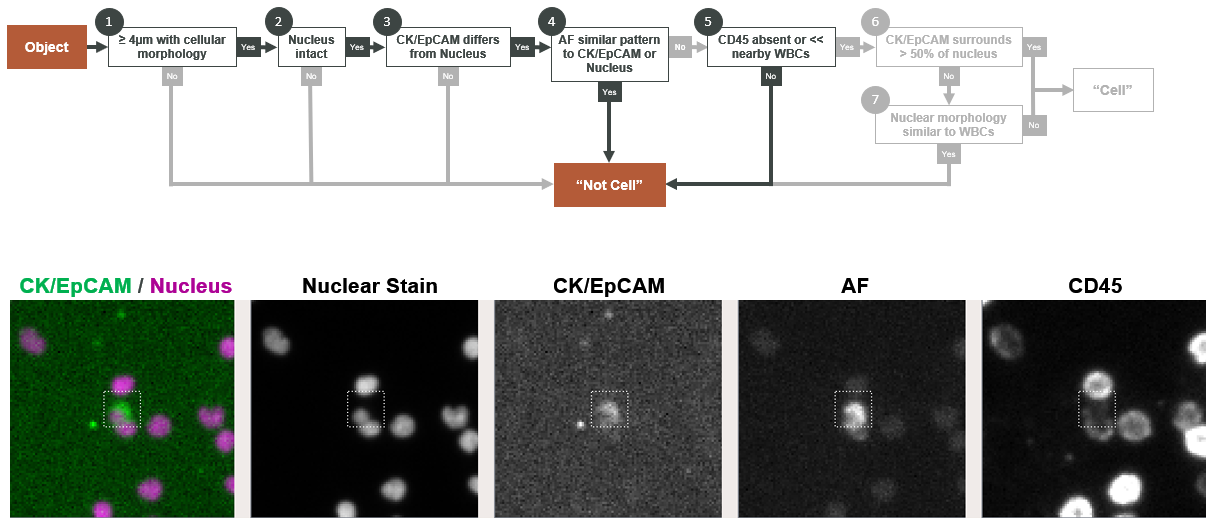 Object
1
≥ 4µm with cellular
morphology
Yes
No
2
Nucleus
intact
Yes
No
3
CK/EpCAM differs
from Nucleus
Yes
No
4
AF similar pattern
to CK/EpCAM or
Nucleus
No
Yes
5
CD45 absent or <<
nearby WBCs
Yes
No
6
CK/EpCAM surrounds
> 50% of nucleus
Yes
No
7
Nuclear morphology
similar to WBCs
No
Yes
“Cell”
“Not Cell”
CK/EpCAM / Nucleus
Nuclear Stain
CK/EpCAM
AF
CD45